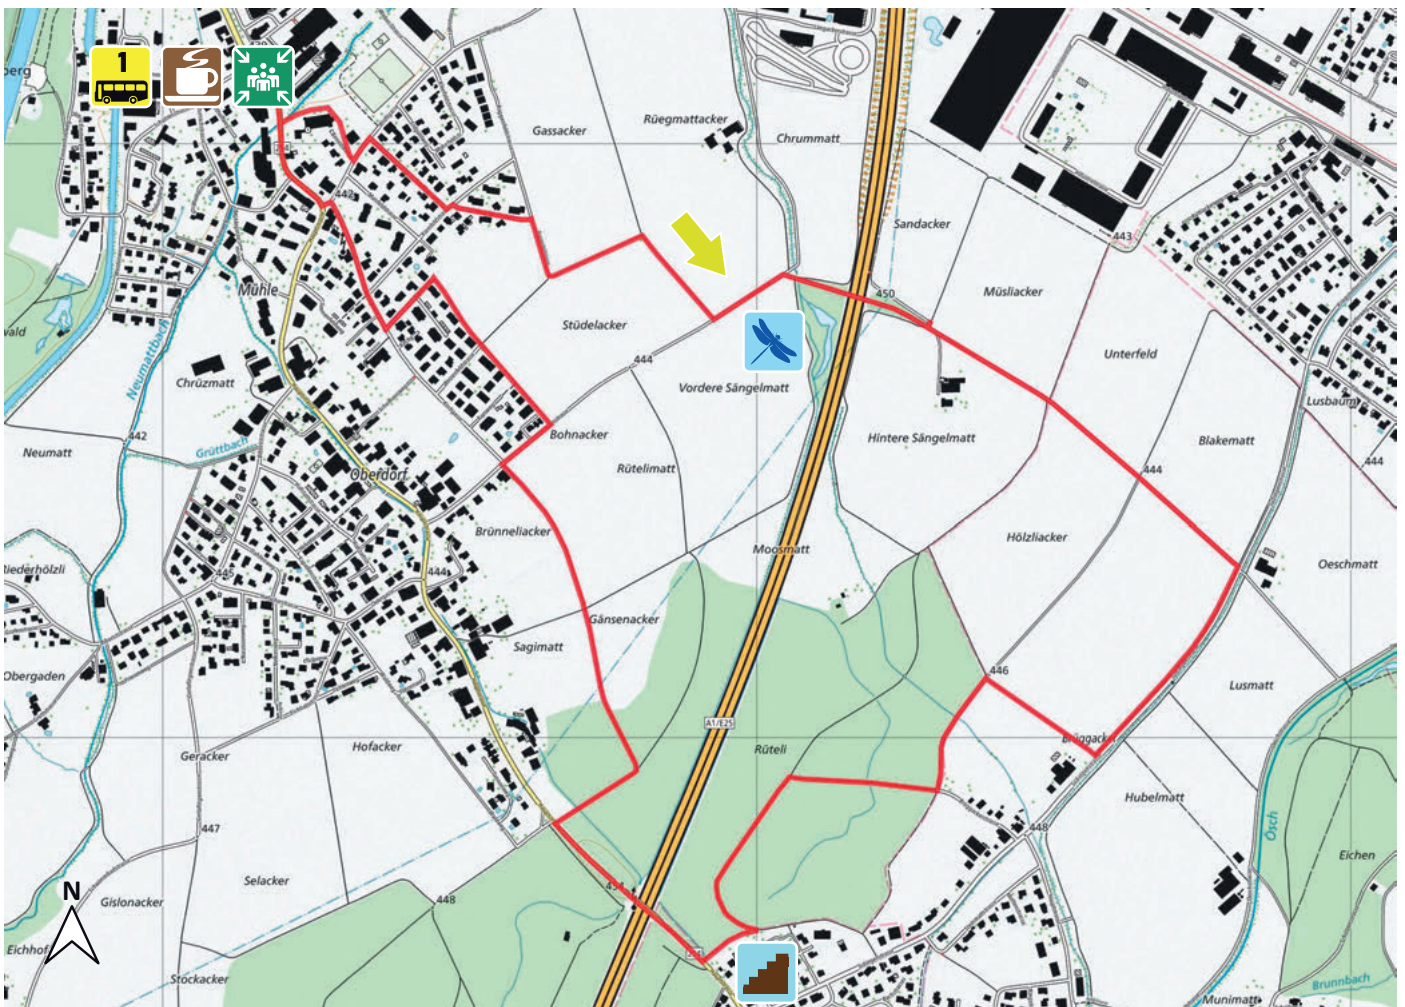 berg
1
Gassacker
Rüegmattacker
Chrummatt
442
Sandacker
443
Mühle
450
Müsliacker
wald
Stüdelacker
Unterfeld
Neumattbach
Chrüzmatt
444
Vordere Sängelmatt
Lusbaum
442
Grüttbach
Bohnacker
Hintere Sängelmatt
Blakematt
Neumatt
Oberdorf
Rütelimatt
444
444
Brünneliacker
Moosmatt
Hölzliacker
Oeschmatt
445
444
Gänsenacker
Sagimatt
446
Obergaden
Lusmatt
A1/E25
Geracker
Hofacker
Rüteli
Brüggacker
Hubelmatt
447
448
Ösch
Eichen
Selacker
N
448
Gislonacker
Eichhof
Stockacker
Brunnbach
Munimatt